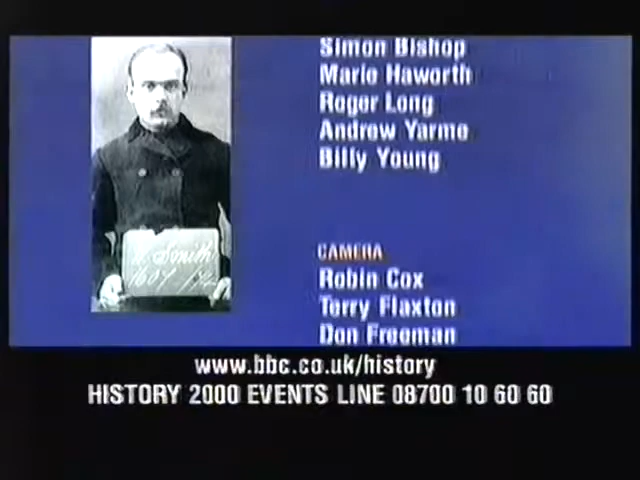 Simon Bishop
Marie Haworth
Roger Long
Andrew Yarme
Billy Young
CAMERA
Robin Cox
Terry Flaxton
Don Freeman
Smith
www.bbc.co.uk/history
HISTORY 2000 EVENTS LINE 08700 10 60 60